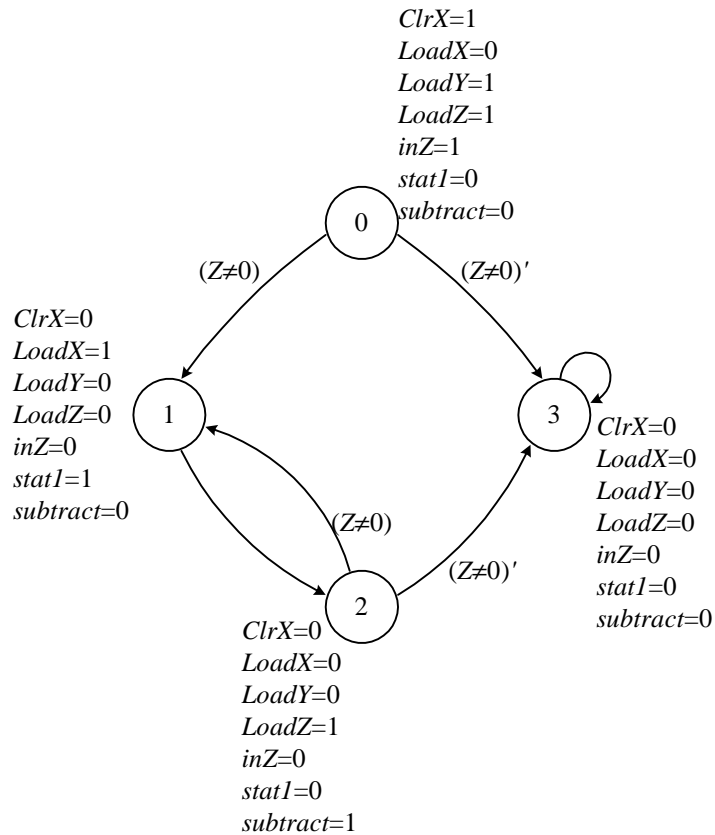 ClrX=1
LoadX=0
LoadY=1
LoadZ=1
inZ=1
stat1=0
subtract=0
0
(Z≠0)
(Z≠0)′
ClrX=0
LoadX=1
LoadY=0
LoadZ=0
inZ=0
stat1=1
subtract=0
1
3
ClrX=0
LoadX=0
LoadY=0
LoadZ=0
inZ=0
stat1=0
subtract=0
(Z≠0)
(Z≠0)′
2
ClrX=0
LoadX=0
LoadY=0
LoadZ=1
inZ=0
stat1=0
subtract=1